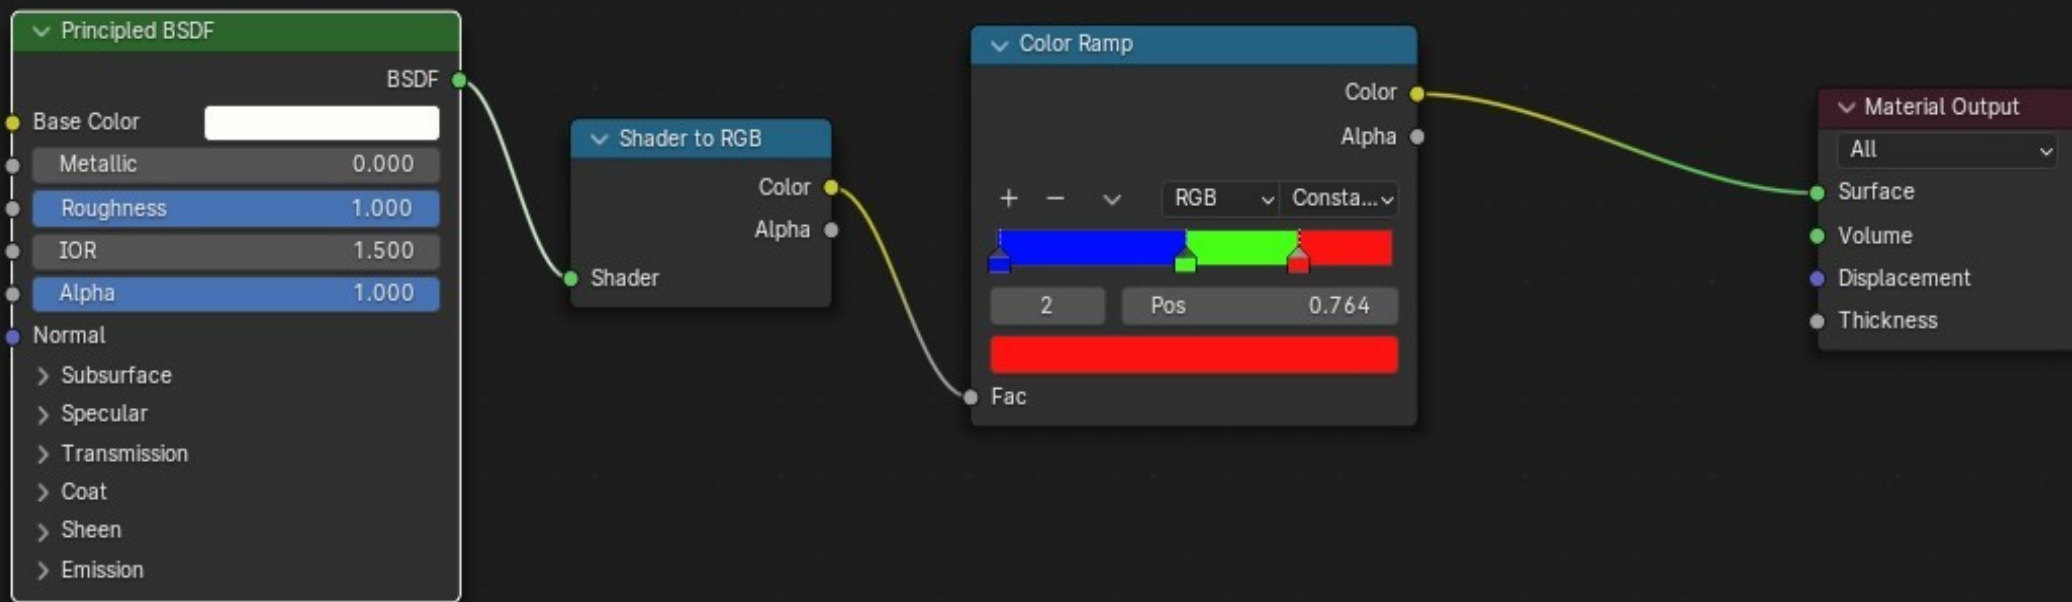 Principled BSDF
BSDF
Base Color
Metallic 0.000
Roughness 1.000
IOR 1.500
Alpha 1.000
Normal
Subsurface
Specular
Transmission
Coat
Sheen
Emission
Shader to RGB
Color
Alpha
Shader
Color Ramp
Color
Alpha
RGB Consta...
2 Pos 0.764
Fac
Material Output
All
Surface
Volume
Displacement
Thickness